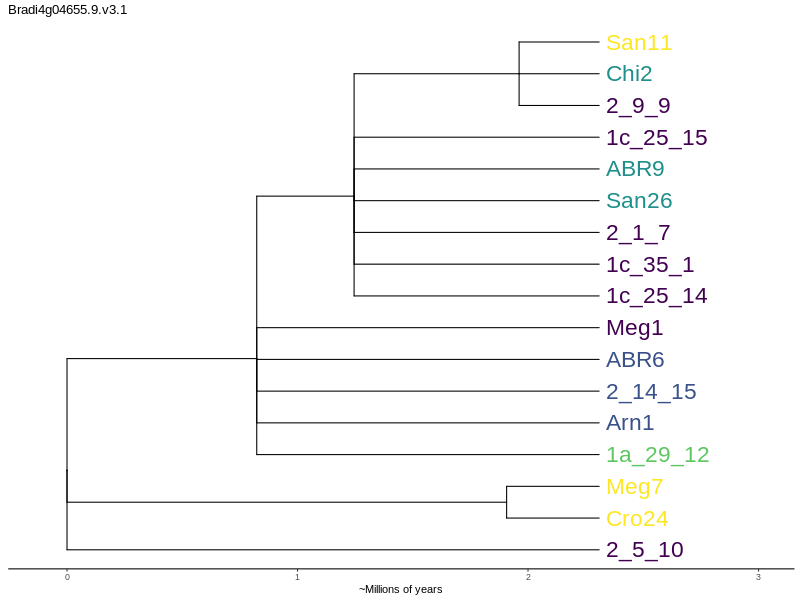 Bradi4g04655.9.v3.1
San11
Chi2
2_9_9
1c_25_15
ABR9
San26
2_1_7
1c_35_1
1c_25_14
Meg1
ABR6
2_14_15
Arn1
1a_29_12
Meg7
Cro24
2_5_10
0 1 2 3
~Millions of years